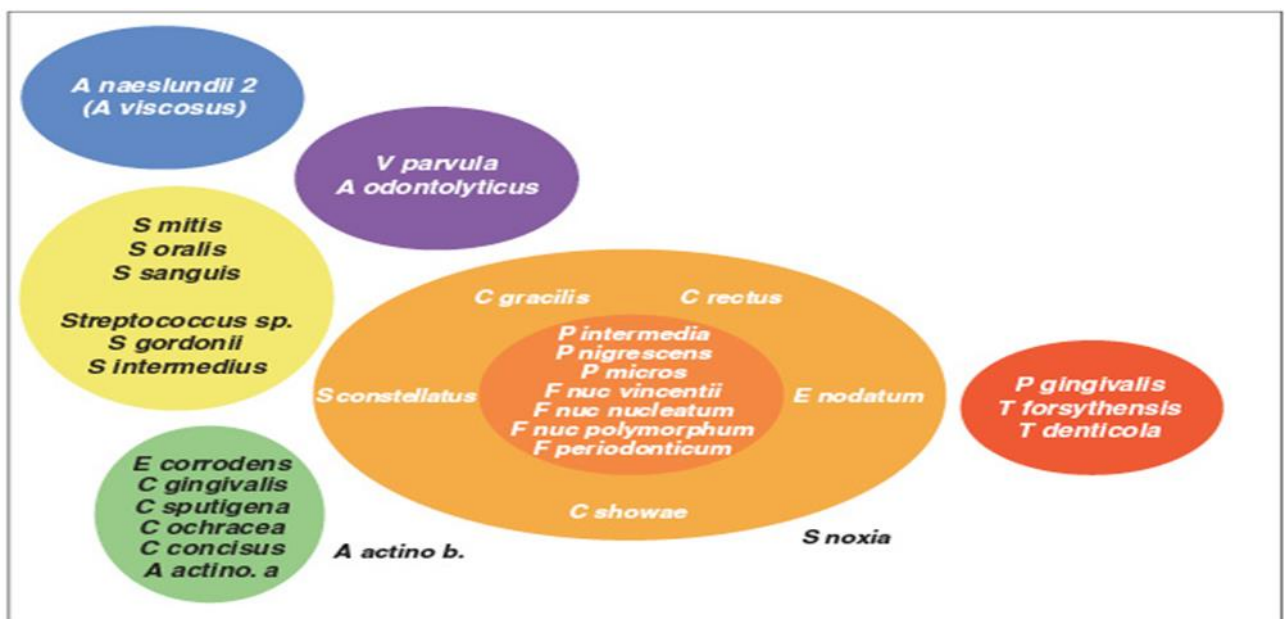 A naeslundii 2
(A viscosus)
V parvula
A odontolyticus
S mitis
S oralis
S sanguis
Streptococcus sp.
S gordonii
S intermedius
C gracilis
C rectus
P intermedia
P nigrescens
P micros
F nuc vincentii
F nuc nucleatum
F nuc polymorphum
F periodonticum
S constellatus
E nodatum
C showae
P gingivalis
T forsythensis
T denticola
E corrodens
C gingivalis
C sputigena
C ochracea
C concisus
A actino. a
A actino b.
S noxia